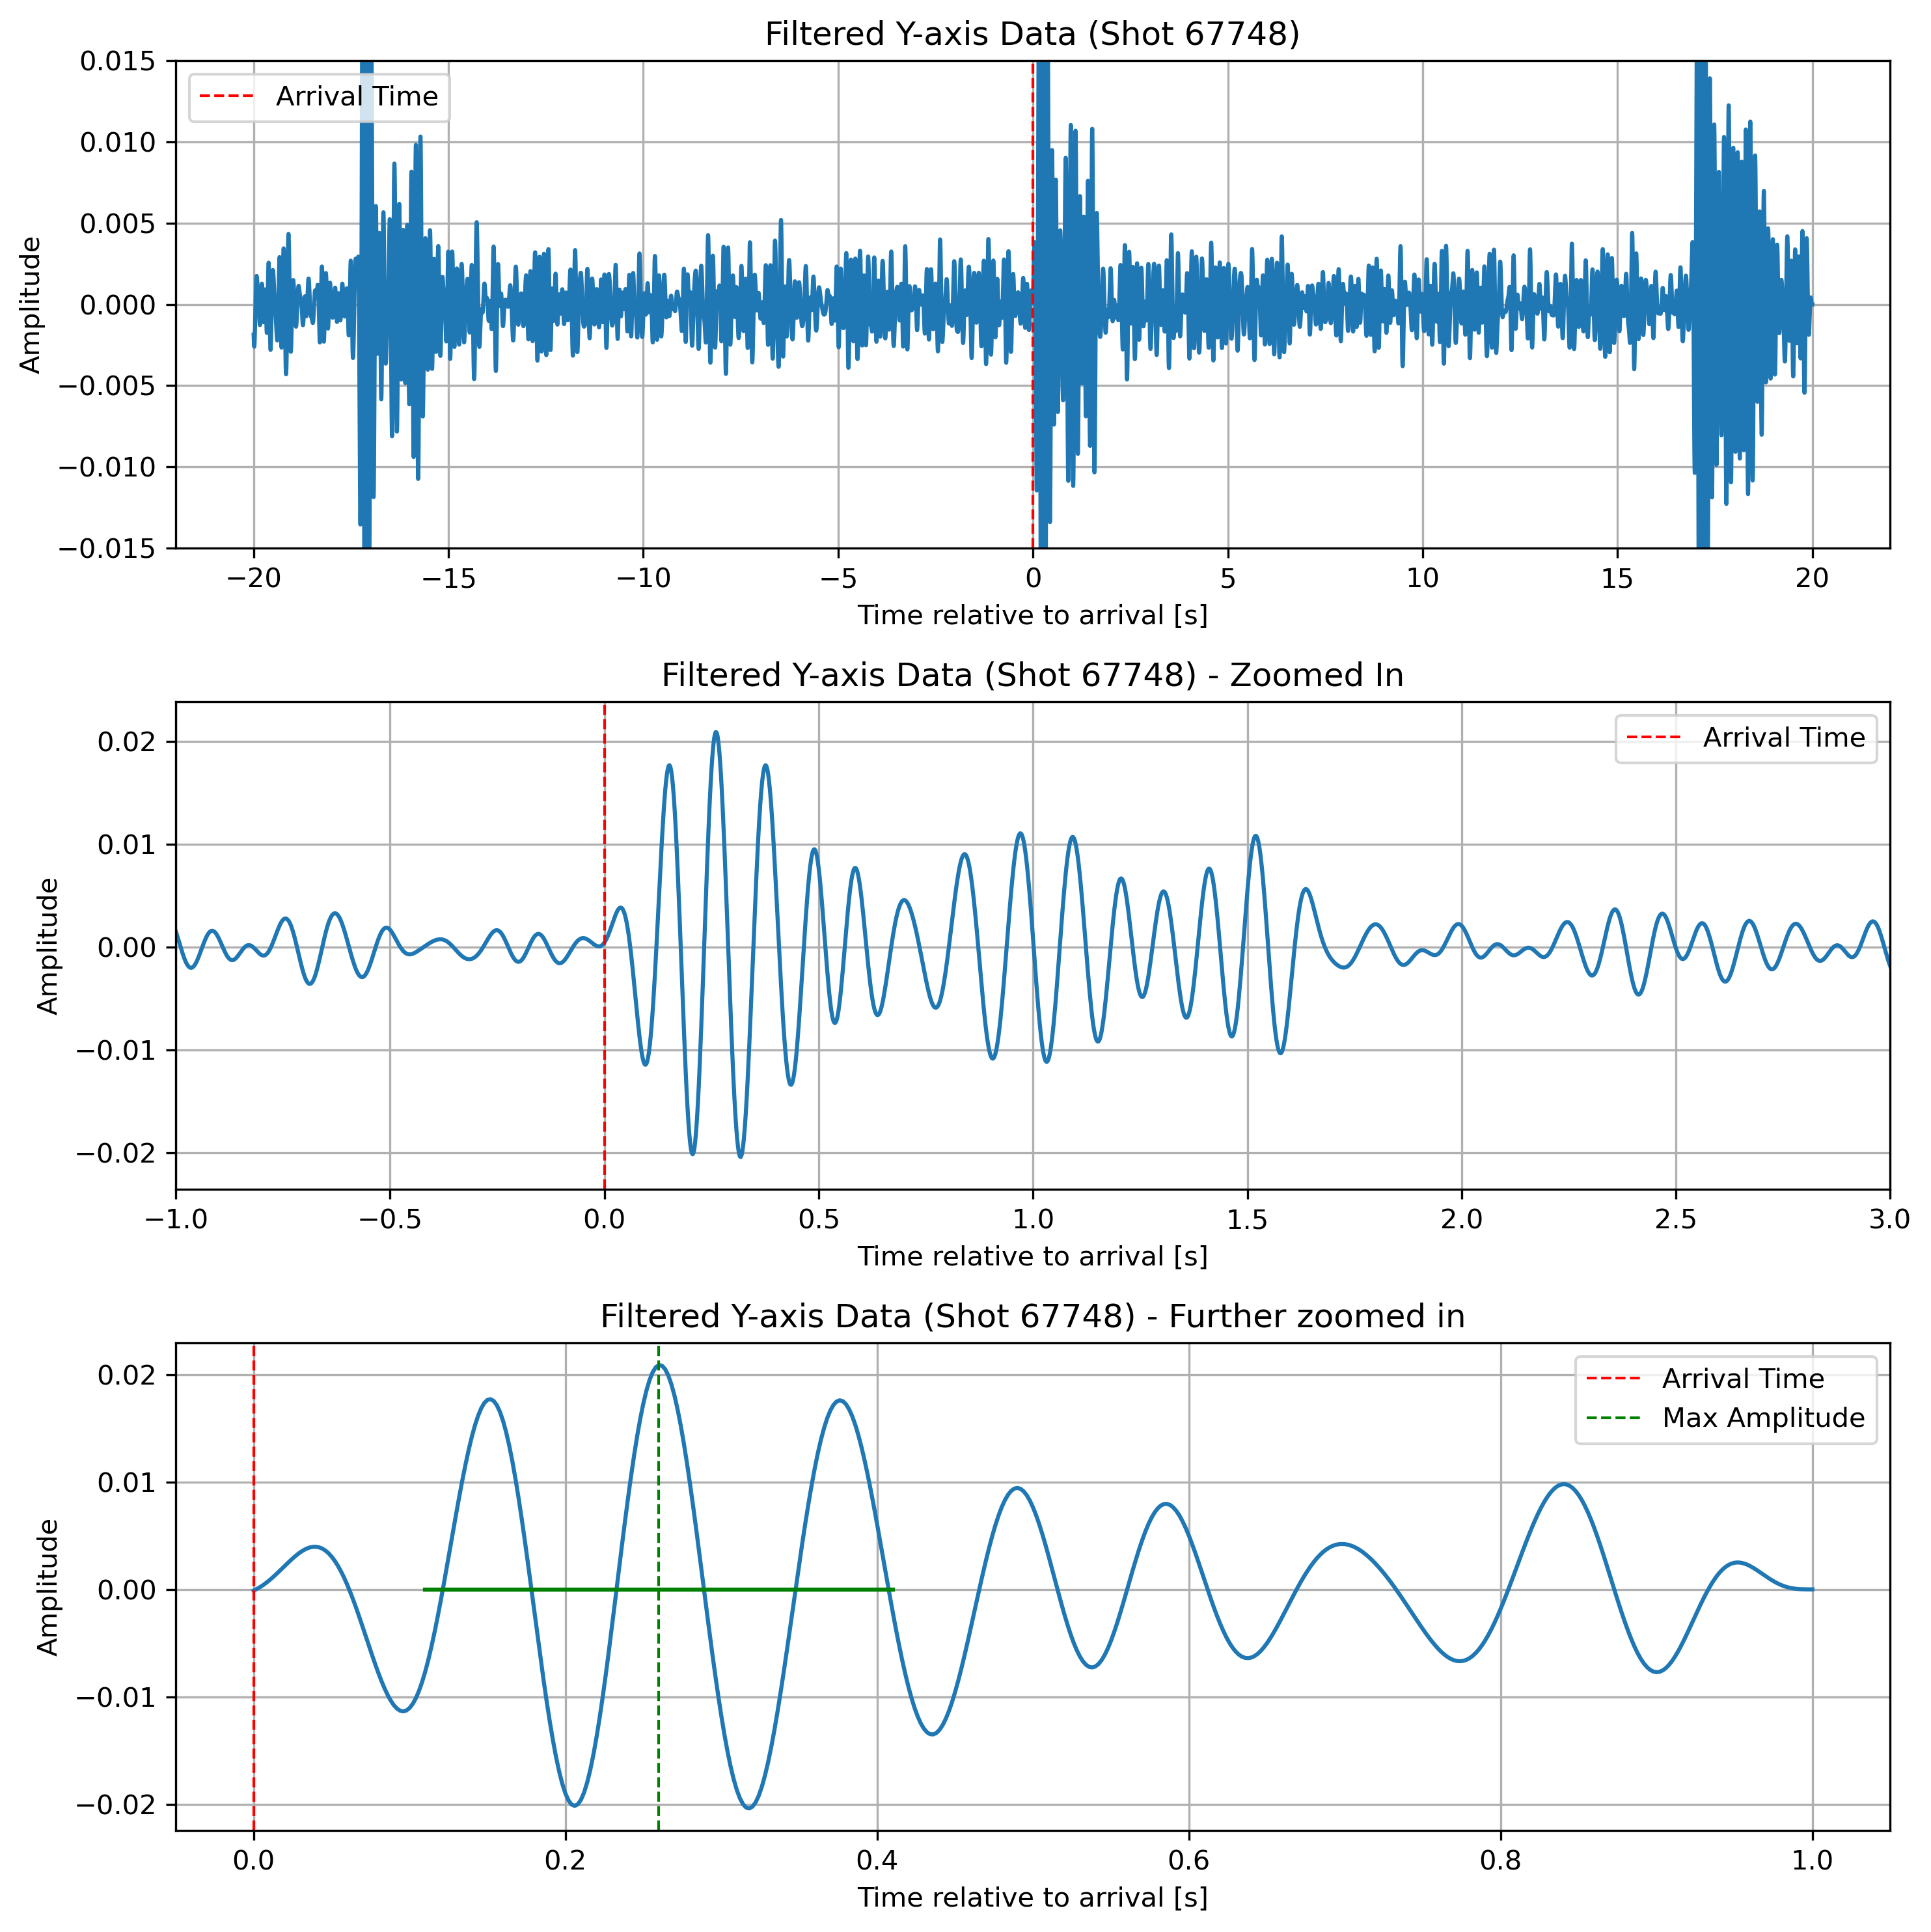 Filtered Y-axis Data (Shot 67748)
0.015
0.010
0.005
0.000
−0.005
−0.010
−0.015
Amplitude
Arrival Time
−20 −15 −10 −5 0 5 10 15 20
Time relative to arrival [s]
Filtered Y-axis Data (Shot 67748) - Zoomed In
0.02
0.01
0.00
−0.01
−0.02
Amplitude
Arrival Time
−1.0 −0.5 0.0 0.5 1.0 1.5 2.0 2.5 3.0
Time relative to arrival [s]
Filtered Y-axis Data (Shot 67748) - Further zoomed in
0.02
0.01
0.00
−0.01
−0.02
Amplitude
Arrival Time
Max Amplitude
0.0 0.2 0.4 0.6 0.8 1.0
Time relative to arrival [s]